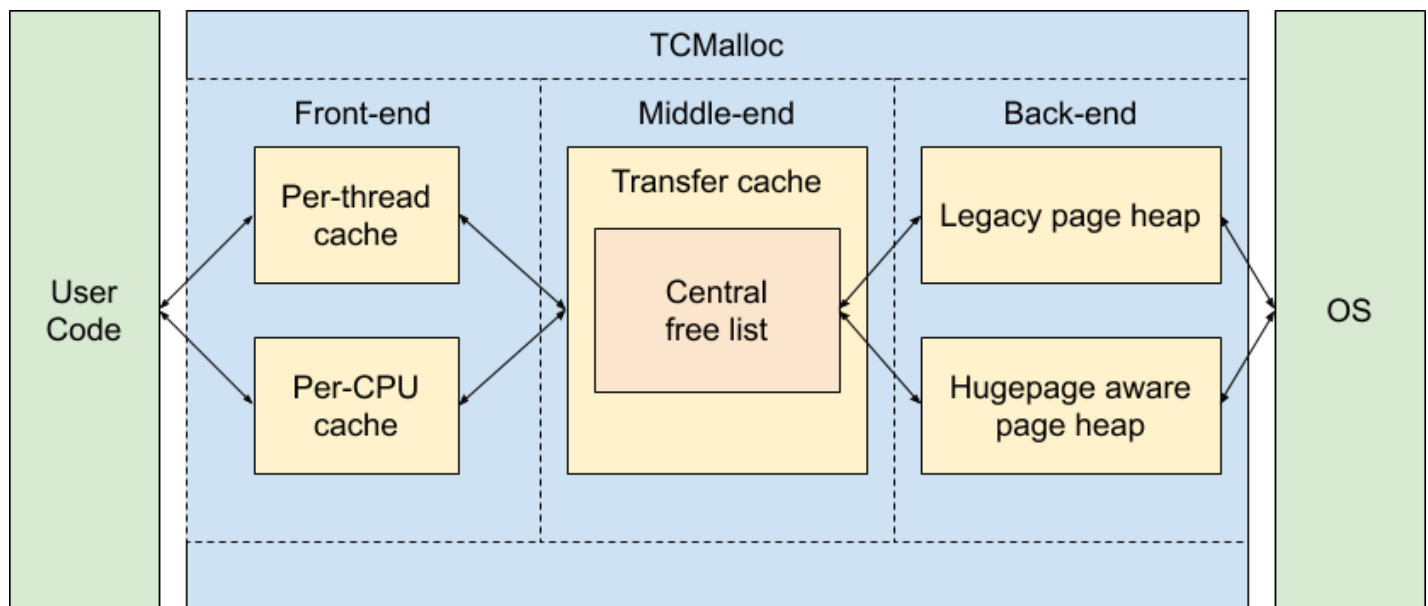 TCMalloc
Front-end
Middle-end
Back-end
User
Code
Per-thread
cache
Per-CPU
cache
Transfer cache
Central
free list
Legacy page heap
Hugepage aware
page heap
OS